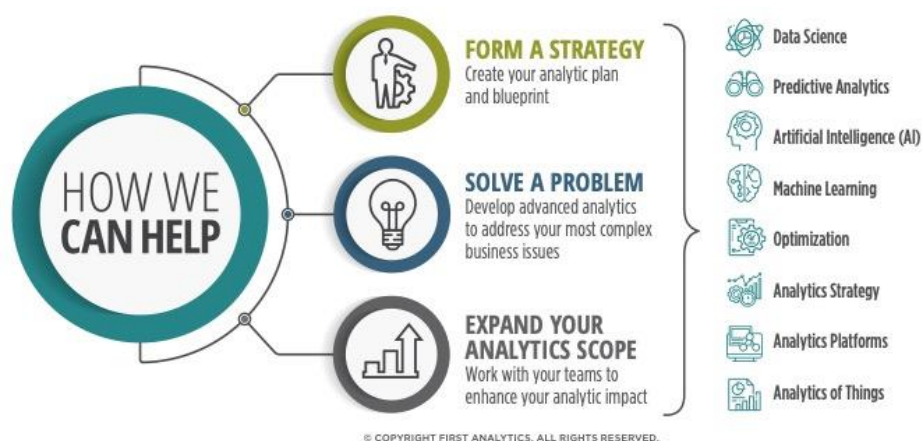 HOW WE
CAN HELP
FORM A STRATEGY
Create your analytic plan
and blueprint
SOLVE A PROBLEM
Develop advanced analytics
to address your most complex
business issues
EXPAND YOUR
ANALYTICS SCOPE
Work with your teams to
enhance your analytic impact
Data Science
Predictive Analytics
Artificial Intelligence (AI)
Machine Learning
Optimization
Analytics Strategy
Analytics Platforms
Analytics of Things
© COPYRIGHT FIRST ANALYTICS. ALL RIGHTS RESERVED.